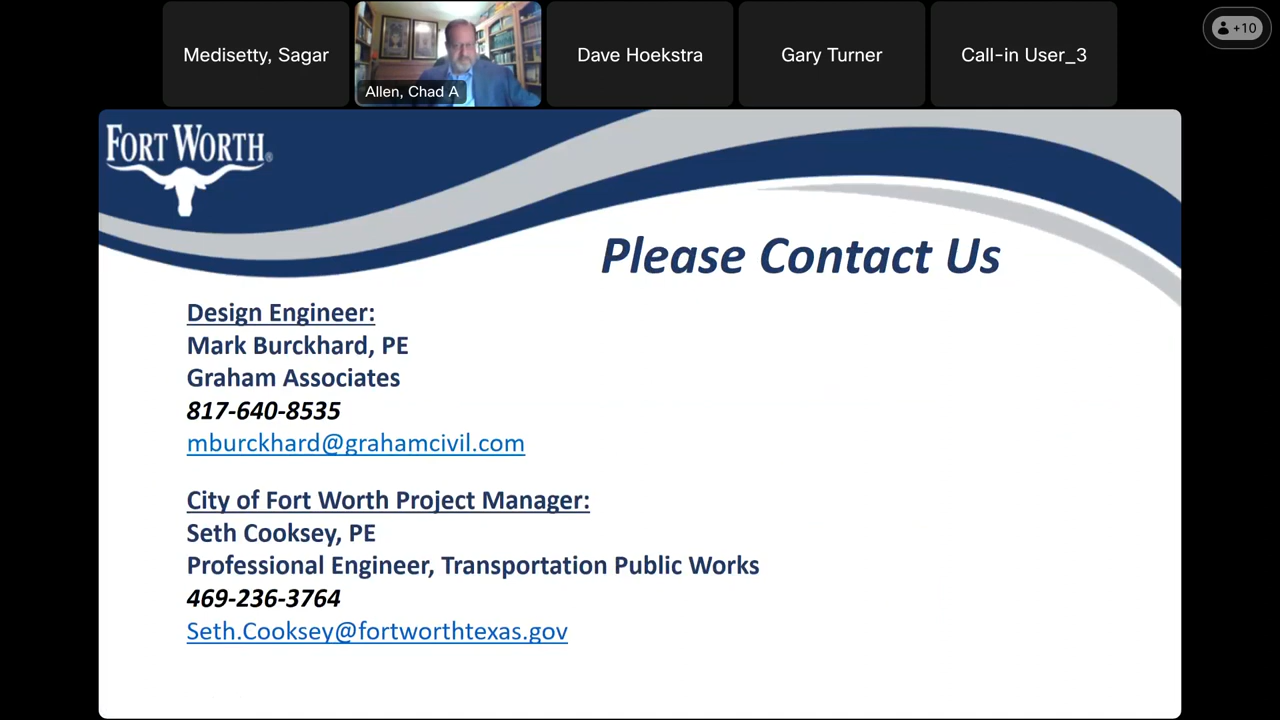 Medisetty, Sagar
Allen, Chad A
Dave Hoekstra
Gary Turner
Call-in User_3
+10
FORT WORTH®
Please Contact Us
Design Engineer:
Mark Burckhard, PE
Graham Associates
817-640-8535
mburckhard@grahamcivil.com
City of Fort Worth Project Manager:
Seth Cooksey, PE
Professional Engineer, Transportation Public Works
469-236-3764
Seth.Cooksey@fortworthtexas.gov